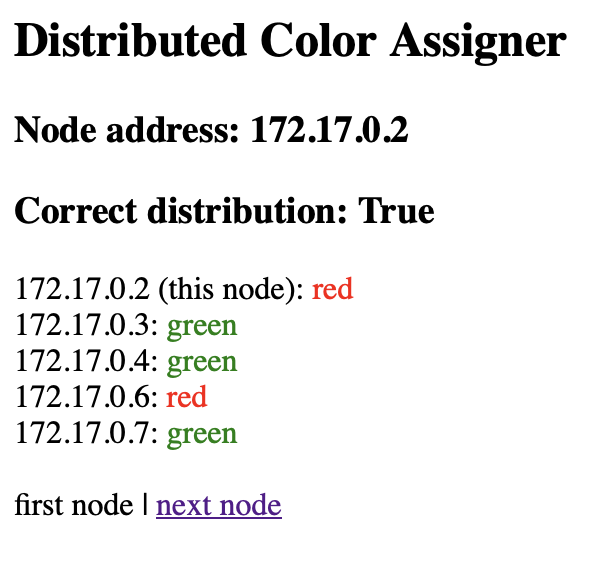 Distributed Color Assigner
Node address: 172.17.0.2
Correct distribution: True
172.17.0.2 (this node): red
172.17.0.3: green
172.17.0.4: green
172.17.0.6: red
172.17.0.7: green
first node | next node